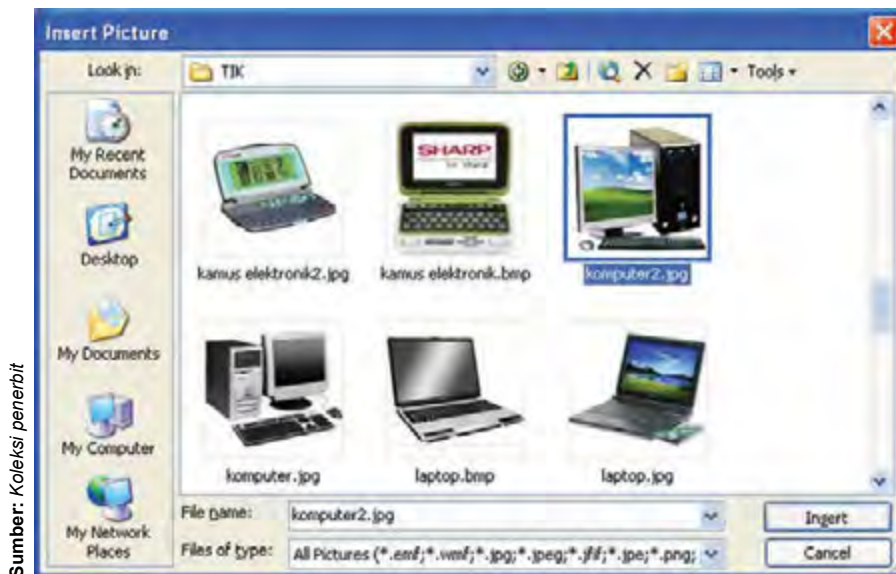 Insert Picture
Look in:
TIK
Tools
My Recent
Documents
Desktop
My Documents
My Computer
My Network
Places
SHARP
kamus elektronik2.jpg
kamus elektronik.bmp
komputer2.jpg
komputer.jpg
laptop.bmp
laptop.jpg
File name:
komputer2.jpg
Insert
Files of type:
All Pictures (*.emf;*.wmf;*.jpg;*.jpeg;*.jfif;*.jpe;*.png;
Cancel
Sumber: Koleksi penerbit